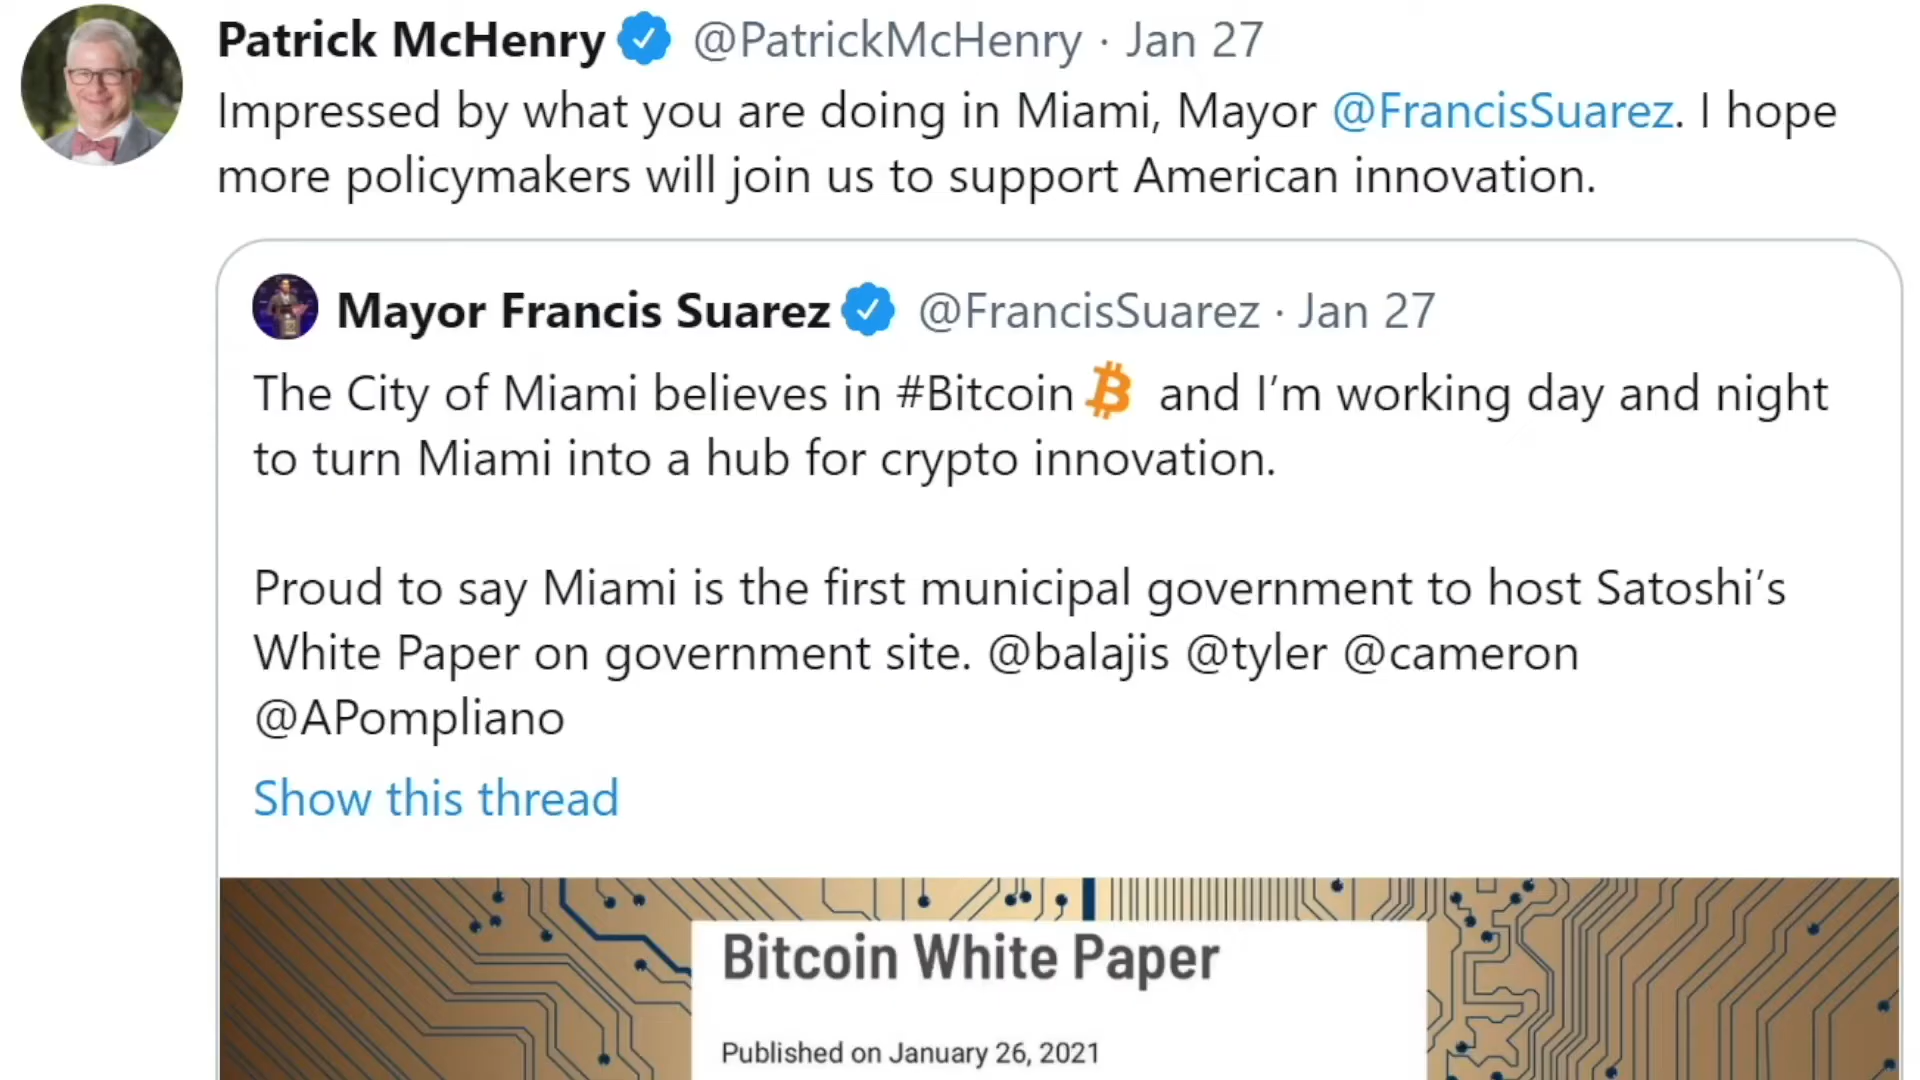 Patrick McHenry @PatrickMcHenry · Jan 27
Impressed by what you are doing in Miami, Mayor @FrancisSuarez. I hope
more policymakers will join us to support American innovation.
Mayor Francis Suarez @FrancisSuarez · Jan 27
The City of Miami believes in #Bitcoin and I’m working day and night
to turn Miami into a hub for crypto innovation.
Proud to say Miami is the first municipal government to host Satoshi’s
White Paper on government site. @balajis @tyler @cameron
@APompliano
Show this thread
Bitcoin White Paper
Published on January 26, 2021